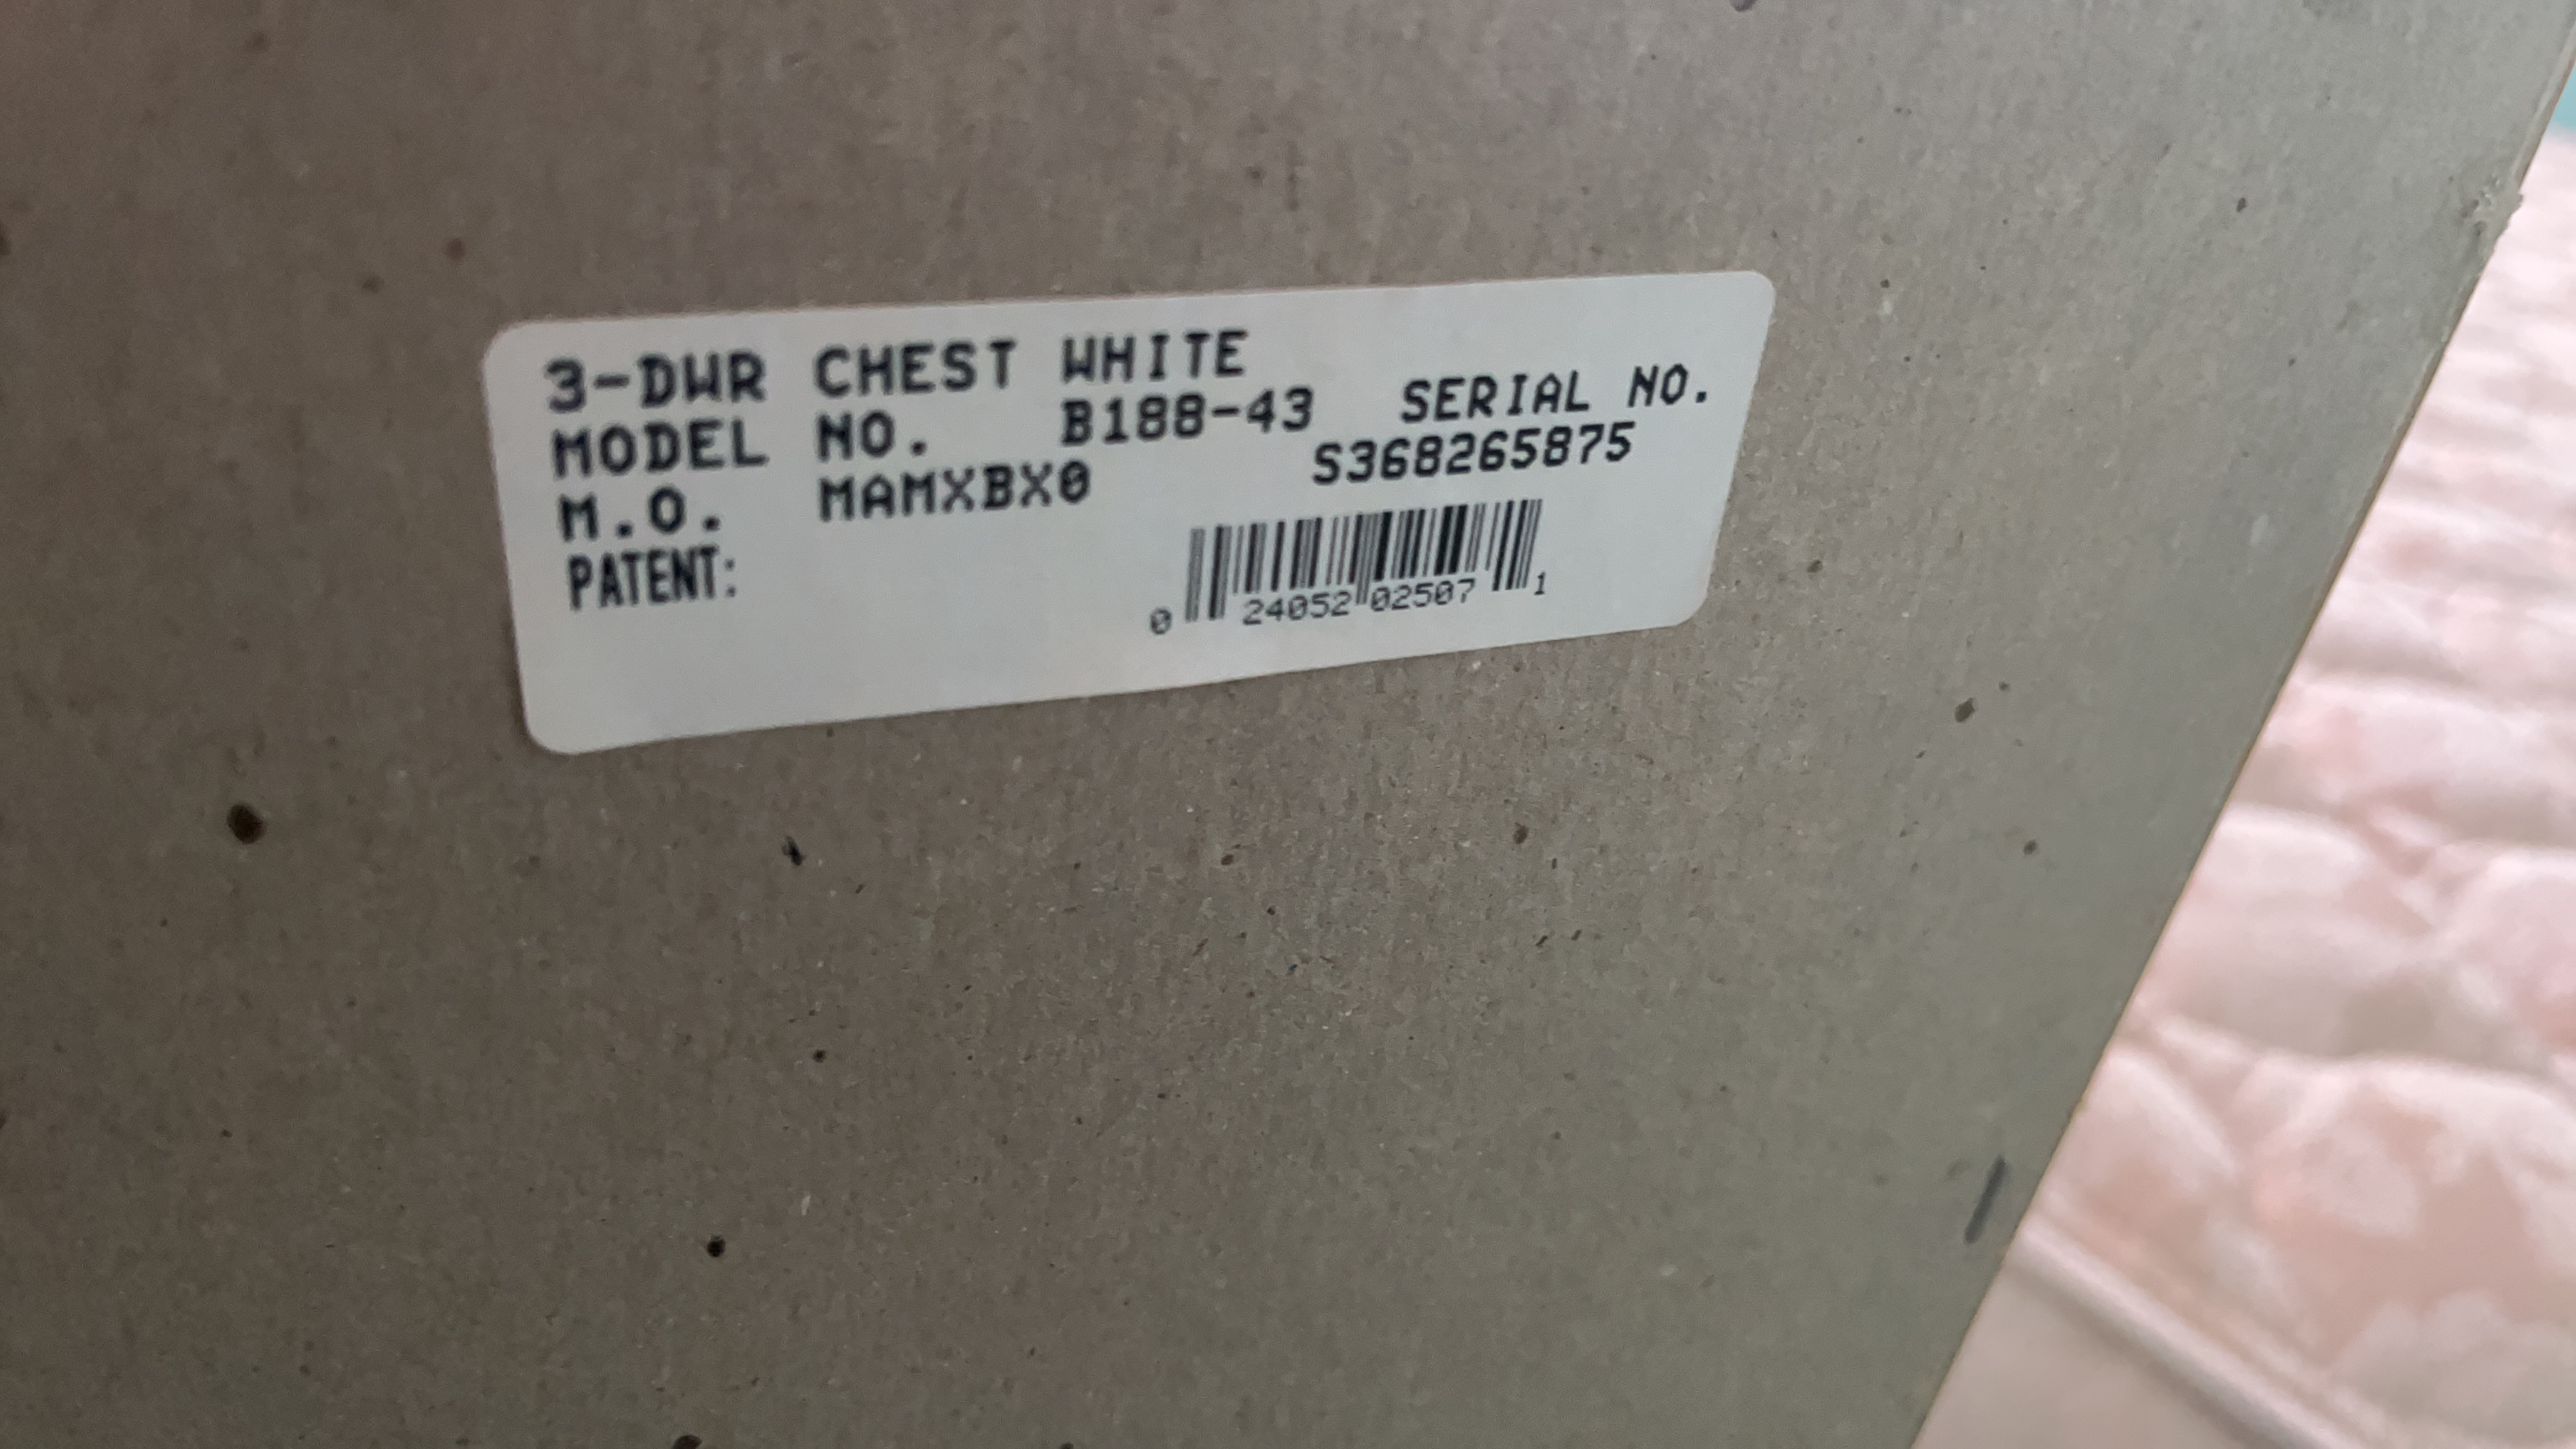 3-DWR CHEST WHITE
MODEL NO. B188-43 SERIAL NO.
M.O. MAMXBX0 S368265875
PATENT:
0 24052 02507 1